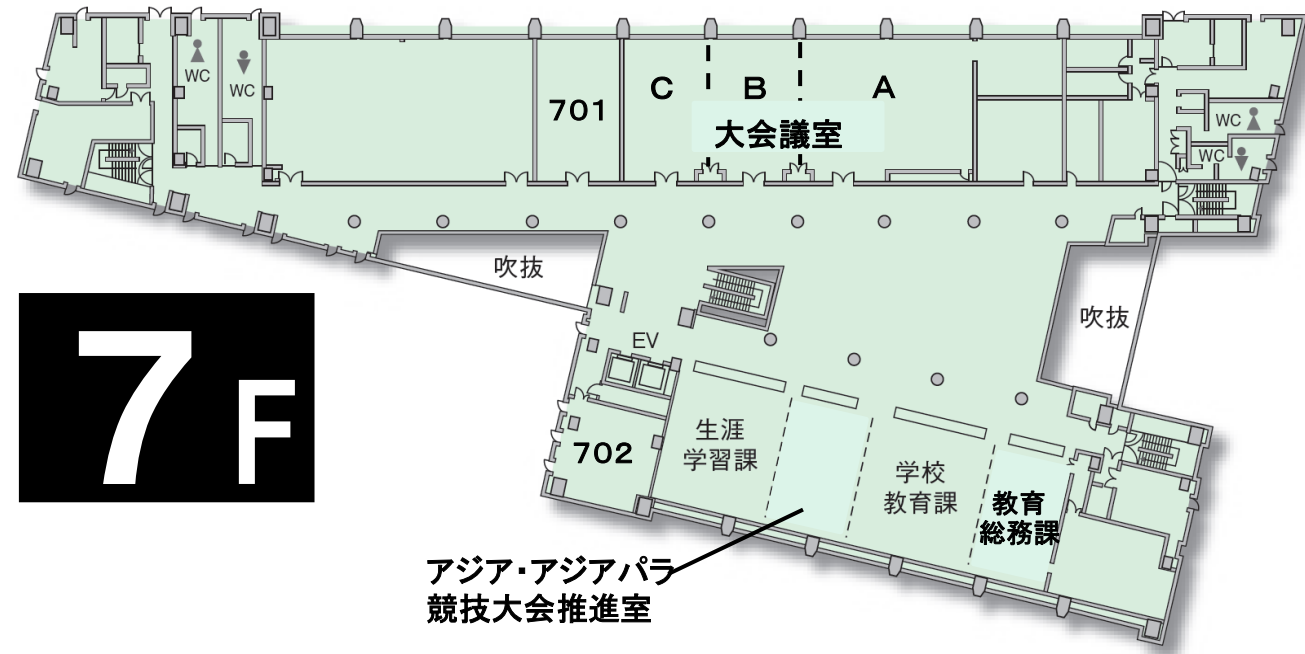 WC
WC
701
C
B
A
大会議室
WC
WC
吹抜
吹抜
7F
EV
702
生涯
学習課
学校
教育課
教育
総務課
アジア・アジアパラ
競技大会推進室